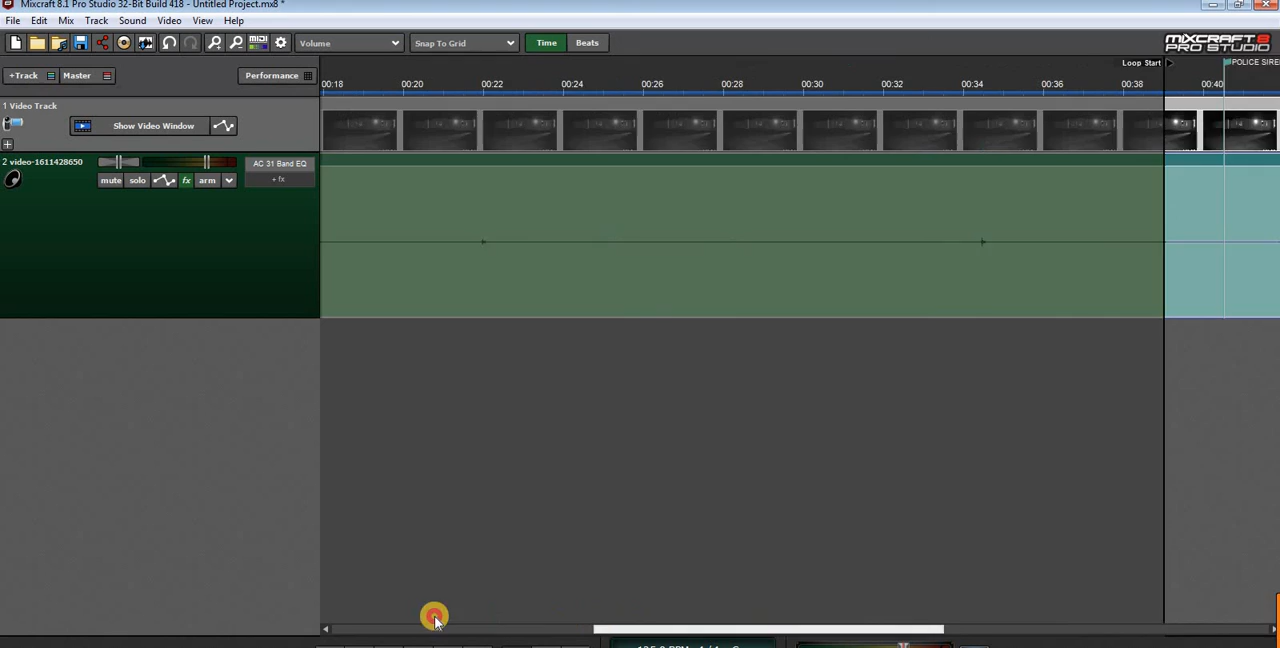 Mixcraft 8.1 Pro Studio 32-Bit Build 418 - Untitled Project.mx8 *
File Edit Mix Track Sound Video View Help
Volume Snap To Grid Time Beats MIXCRAFT 8
PRO STUDIO
+Track Master Performance Loop Start POLICE SIRE
00:18 00:20 00:22 00:24 00:26 00:28 00:30 00:32 00:34 00:36 00:38 00:40
1 Video Track
Show Video Window
2 video-1611428650 AC 31 Band EQ
mute solo fx arm + fx